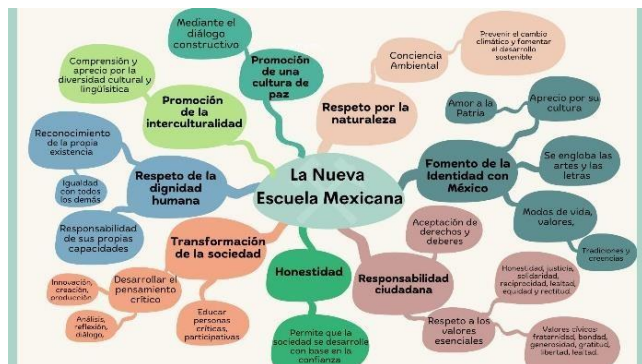 La Nueva
Escuela Mexicana
Mediante el
diálogo
constructivo
Promoción
de una
cultura de
paz
Comprensión y
aprecio por la
diversidad cultural y
lingüísitica
Promoción de
la interculturalidad
Reconocimiento
de la propia
existencia
Igualdad
con todos
los demás
Responsabilidad
de sus propias
capacidades
Respeto de la
dignidad
humana
Transformación
de la sociedad
Desarrollar el
pensamiento
crítico
Innovación,
creación,
producción.
Análisis,
reflexión,
diálogo,
Educar
personas
críticas,
participativas.
Honestidad
Permite que la
sociedad se desarrolle
con base en la
confianza
Respeto por la
naturaleza
Conciencia
Ambiental
Prevenir el cambio
climático y fomentar
el desarrollo
sostenible
Fomento de la
Identidad con
México
Amor a la
Patria
Aprecio por su
cultura
Se engloba las
artes y las
letras
Modos de vida,
valores,
Tradiciones y
creencias
Responsabilidad
ciudadana
Aceptación de
derechos y
deberes
Respeto a los
valores
esenciales
Honestidad, justicia,
solidaridad,
reciprocidad, lealtad,
equidad y rectitud.
Valores cívicos:
fraternidad, bondad,
generosidad, gratitud,
libertad, lealtad.